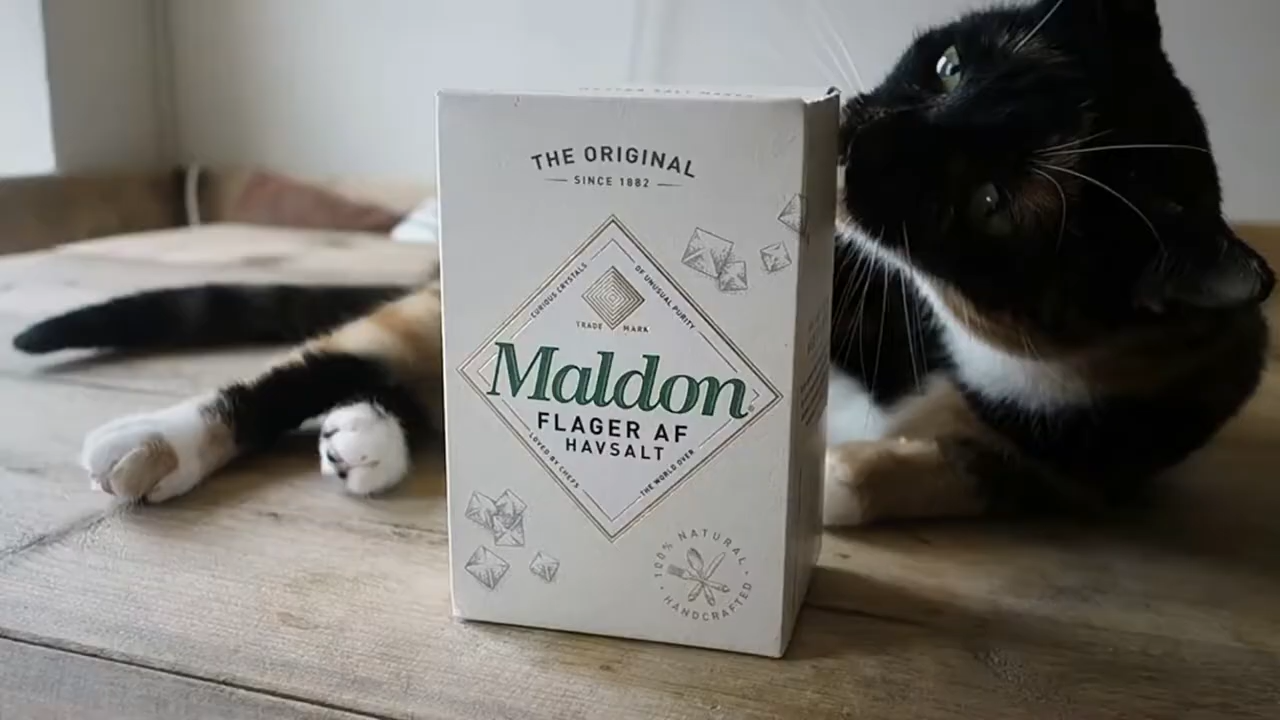 THE ORIGINAL
SINCE 1882
CURIOUS CRYSTALS
OF UNUSUAL PURITY
TRADE MARK
Maldon
FLAGER AF
HAVSALT
LOVED BY CHEFS
THE WORLD OVER
100% NATURAL
HANDCRAFTED